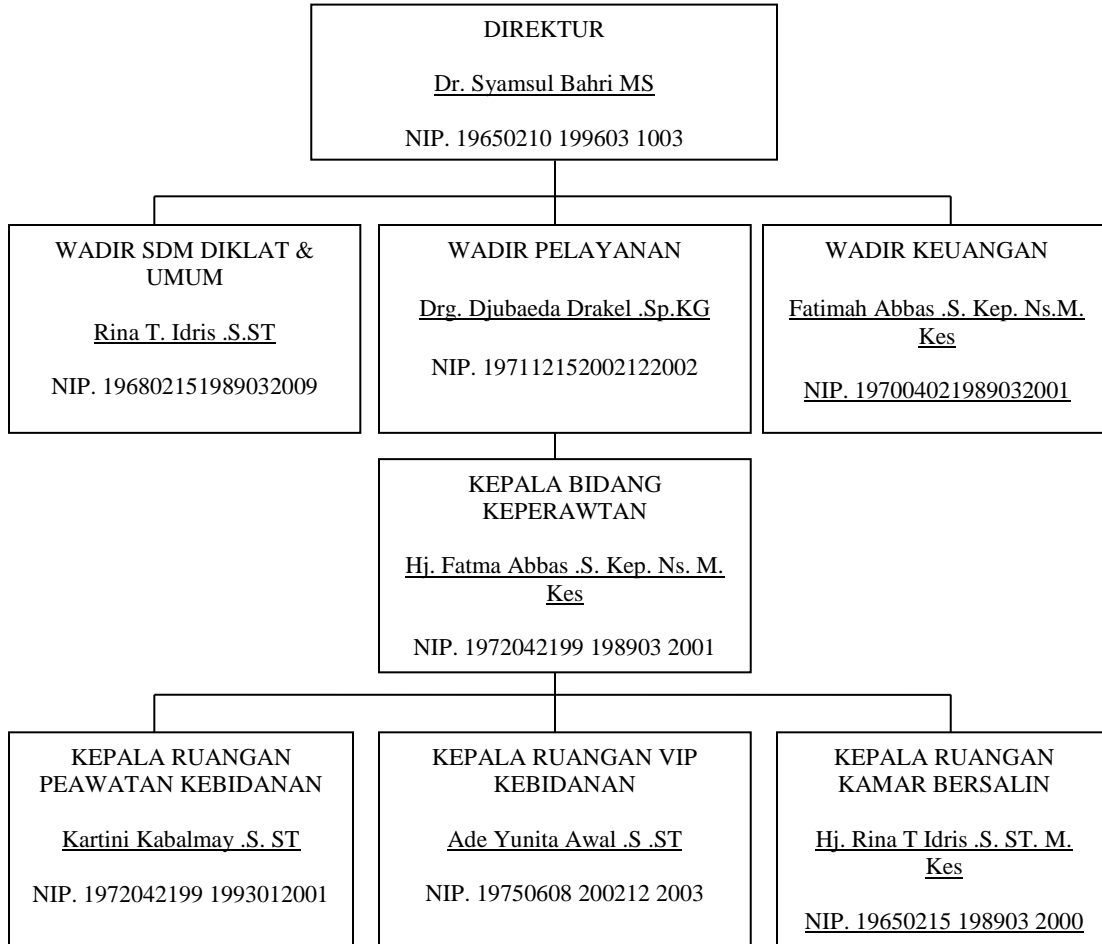 DIREKTUR
Dr. Syamsul Bahri MS
NIP. 19650210 199603 1003
WADIR SDM DIKLAT &
UMUM
Rina T. Idris .S.ST
NIP. 196802151989032009
WADIR PELAYANAN
Drg. Djubaeda Drakel .Sp.KG
NIP. 197112152002122002
WADIR KEUANGAN
Fatimah Abbas .S. Kep. Ns.M.
Kes
NIP. 197004021989032001
KEPALA BIDANG
KEPERAWTAN
Hj. Fatma Abbas .S. Kep. Ns. M.
Kes
NIP. 1972042199 198903 2001
KEPALA RUANGAN
PEAWATAN KEBIDANAN
Kartini Kabalmay .S. ST
NIP. 1972042199 1993012001
KEPALA RUANGAN VIP
KEBIDANAN
Ade Yunita Awal .S .ST
NIP. 19750608 200212 2003
KEPALA RUANGAN
KAMAR BERSALIN
Hj. Rina T Idris .S. ST. M.
Kes
NIP. 19650215 198903 2000